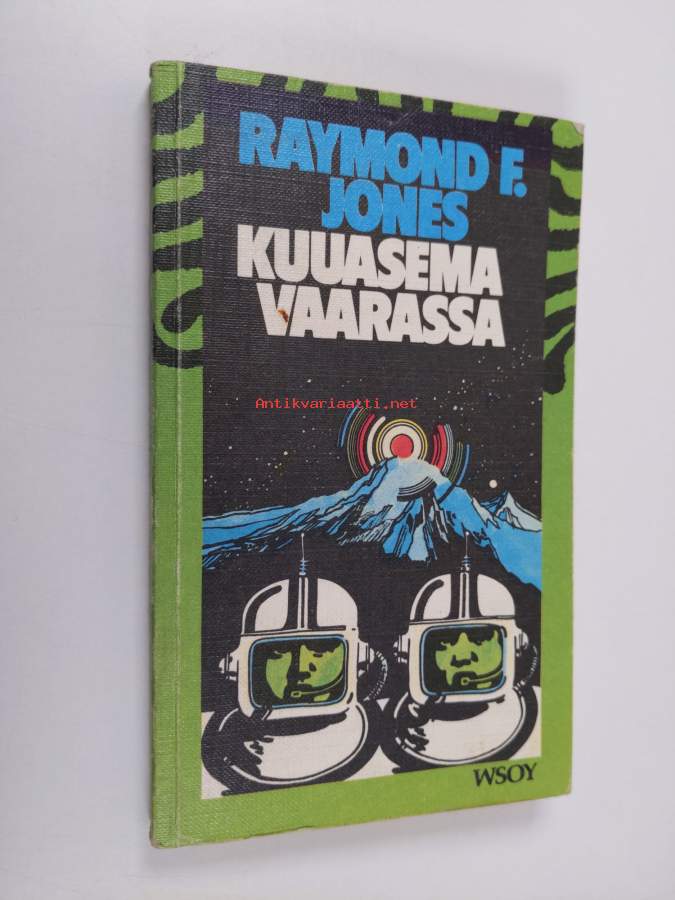 RAYMOND F.
JONES
KUUASEMA
VAARASSA
Antikvariaatti.net
WSOY